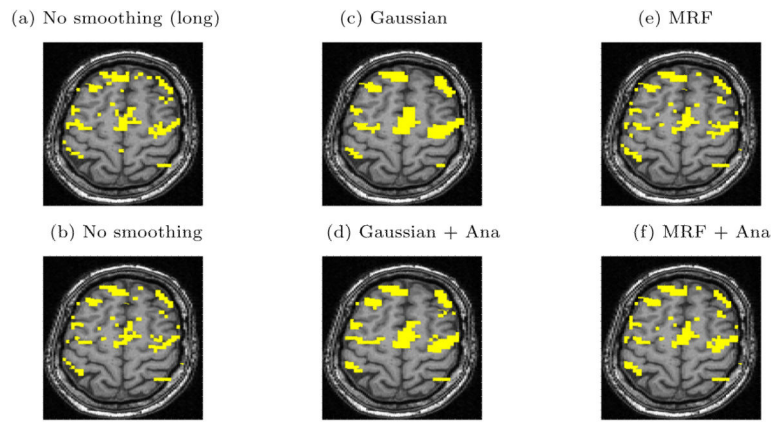 (a) No smoothing (long)
(c) Gaussian
(e) MRF
(b) No smoothing
(d) Gaussian + Ana
(f) MRF + Ana